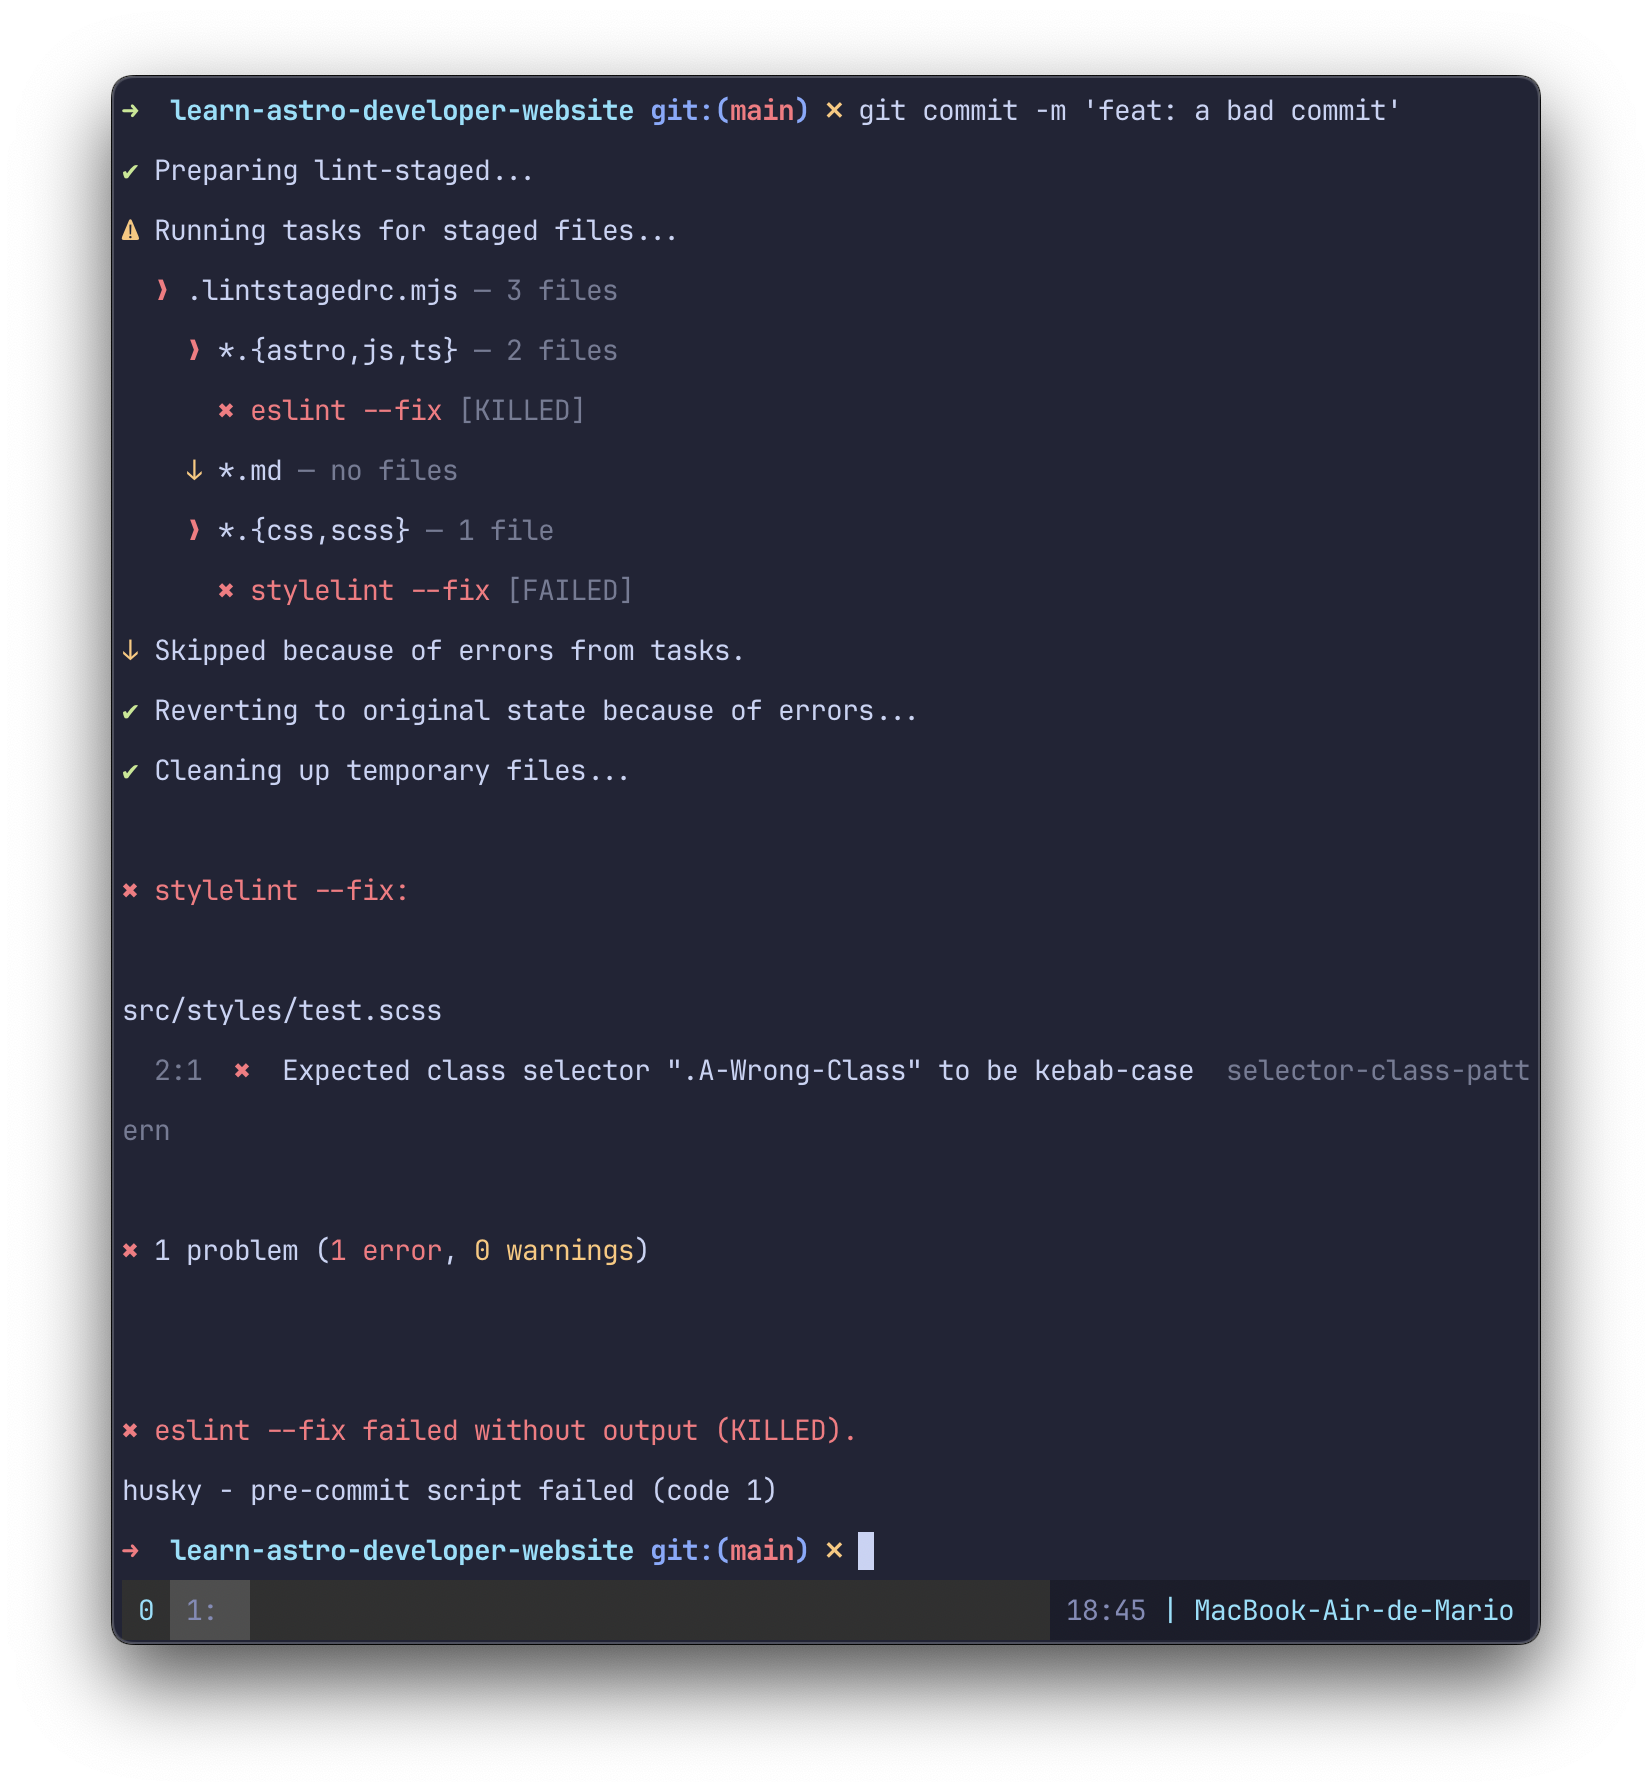 ➜  learn-astro-developer-website git:(main) ✗ git commit -m 'feat: a bad commit'
✔ Preparing lint-staged...
⚠ Running tasks for staged files...
  ❯ .lintstagedrc.mjs — 3 files
    ❯ *.{astro,js,ts} — 2 files
      ✖ eslint --fix [KILLED]
    ↓ *.md — no files
    ❯ *.{css,scss} — 1 file
      ✖ stylelint --fix [FAILED]
↓ Skipped because of errors from tasks.
✔ Reverting to original state because of errors...
✔ Cleaning up temporary files...
✖ stylelint --fix:
src/styles/test.scss
  2:1  ✖  Expected class selector ".A-Wrong-Class" to be kebab-case  selector-class-patt
ern
✖ 1 problem (1 error, 0 warnings)
✖ eslint --fix failed without output (KILLED).
husky - pre-commit script failed (code 1)
➜  learn-astro-developer-website git:(main) ✗
0 1: 18:45 | MacBook-Air-de-Mario